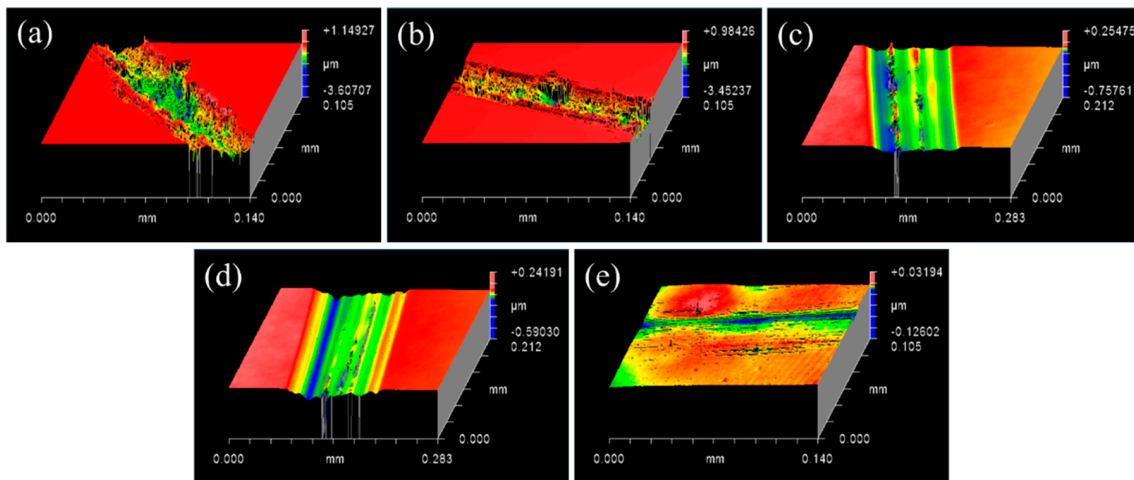 (a)
+1.14927
µm
-3.60707
0.105
mm
0.000
0.000
mm
0.140
(b)
+0.98426
µm
-3.45237
0.105
mm
0.000
0.000
mm
0.140
(c)
+0.25475
µm
-0.75761
0.212
mm
0.000
0.000
mm
0.283
(d)
+0.24191
µm
-0.59030
0.212
mm
0.000
0.000
mm
0.283
(e)
+0.03194
µm
-0.12602
0.105
mm
0.000
0.000
mm
0.140